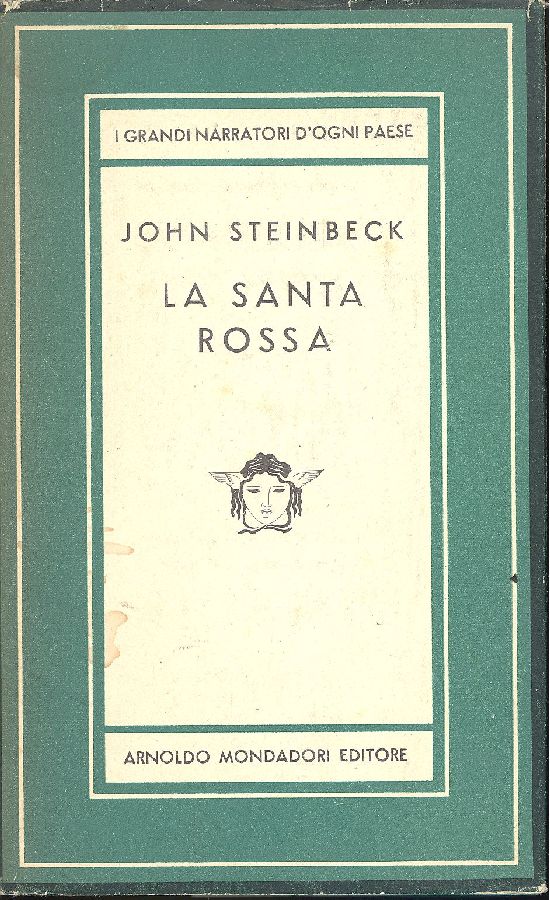 I GRANDI NARRATORI D'OGNI PAESE
JOHN STEINBECK
LA SANTA
ROSSA
ARNOLDO MONDADORI EDITORE